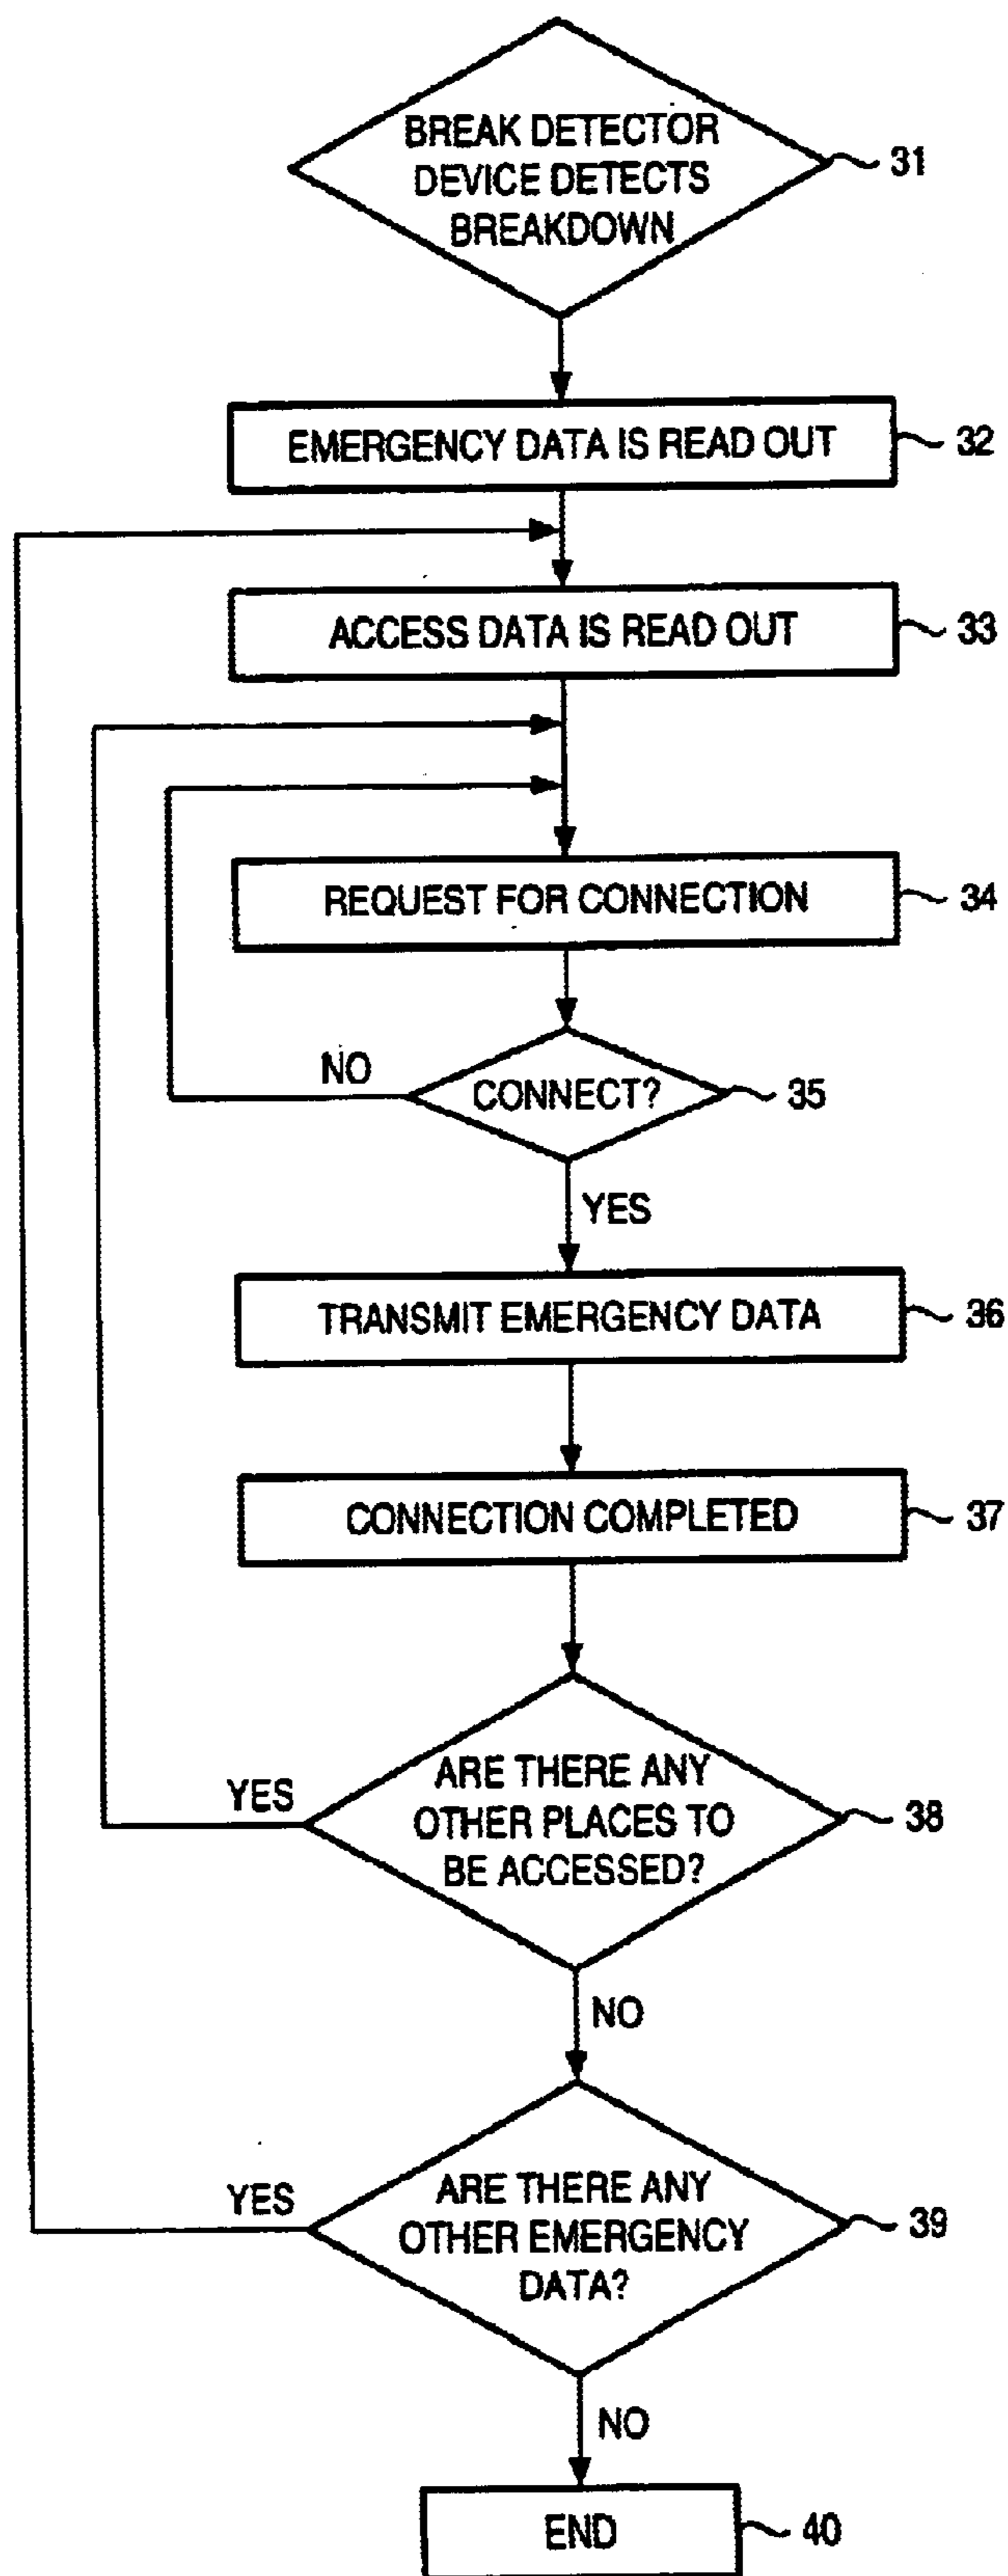 BREAK DETECTOR
DEVICE DETECTS
BREAKDOWN
31
EMERGENCY DATA IS READ OUT
32
ACCESS DATA IS READ OUT
33
REQUEST FOR CONNECTION
34
NO
CONNECT?
35
YES
TRANSMIT EMERGENCY DATA
36
CONNECTION COMPLETED
37
YES
ARE THERE ANY
OTHER PLACES TO
BE ACCESSED?
38
NO
YES
ARE THERE ANY
OTHER EMERGENCY
DATA?
39
NO
END
40